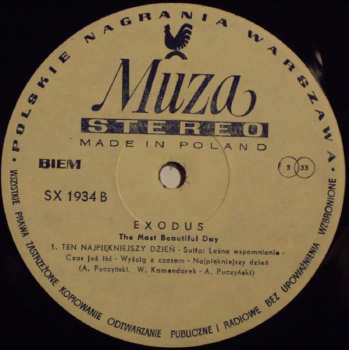 • POLSKIE NAGRANIA WARSZAWA •
Muza
STEREO
MADE IN POLAND
BIEM
33
SX 1934 B
EXODUS
The Most Beautiful Day
1. TEN NAJPIĘKNIEJSZY DZIEŃ - Suita: Leśne wspomnienie -
Czas już iść - Wyścig z czasem - Najpiękniejszy dzień
(A. Puczyński, W. Komendarek - A. Puczyński)
WSZELKIE PRAWA ZASTRZEŻONE KOPIOWANIE ODTWARZANIE PUBLICZNE I RADIOWE BEZ UPOWAŻNIENIA WZBRONIONE